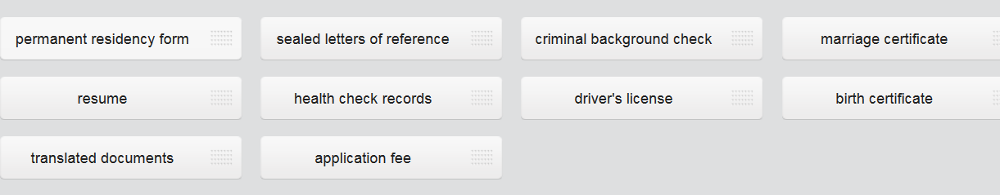 permanent residency form
sealed letters of reference
criminal background check
marriage certificate
resume
health check records
driver's license
birth certificate
translated documents
application fee